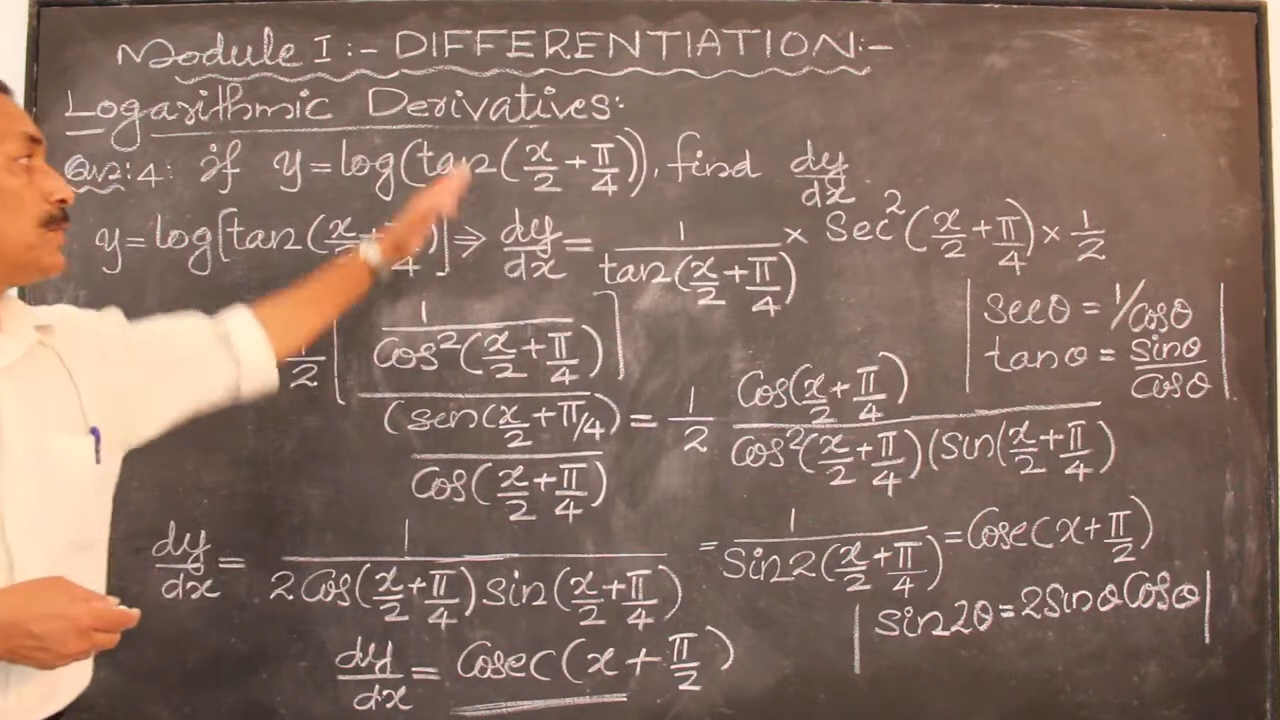 Module I :- DIFFERENTIATION:-
Logarithmic Derivatives:
Qn:4: if y = log(tan(x/2 + π/4)), find dy/dx.
y = log[tan(x/2 + π/4)] ⇒ dy/dx = 1/tan(x/2 + π/4) × Sec²(x/2 + π/4) × 1/2
secθ = 1/cosθ
tanθ = sinθ/cosθ
1/2 [(1/Cos²(x/2 + π/4)) / ((sin(x/2 + π/4)) / Cos(x/2 + π/4))] = 1/2 Cos(x/2 + π/4) / Cos²(x/2 + π/4)(Sin(x/2 + π/4)
dy/dx = 1 / 2Cos(x/2 + π/4) Sin(x/2 + π/4) = 1 / Sin2(x/2 + π/4) = Cosec(x + π/2)
Sin2θ = 2SinθCosθ
dy/dx = Cosec(x + π/2)